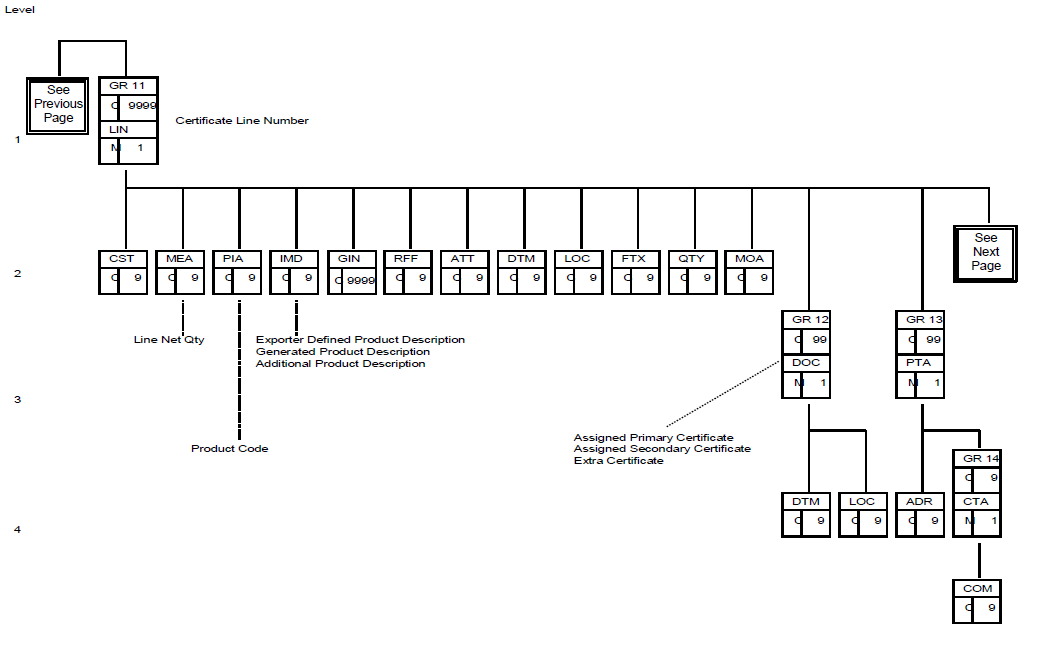 Level
See
Previous
Page
GR 11
C 9999
LIN
M 1
Certificate Line Number
1
2
CST
C 9
MEA
C 9
PIA
C 9
IMD
C 9
GIN
C 9999
RFF
C 9
ATT
C 9
DTM
C 9
LOC
C 9
FTX
C 9
QTY
C 9
MOA
C 9
See
Next
Page
GR 12
C 99
DOC
M 1
GR 13
C 99
PTA
M 1
Line Net Qty
Exporter Defined Product Description
Generated Product Description
Additional Product Description
3
Product Code
Assigned Primary Certificate
Assigned Secondary Certificate
Extra Certificate
4
DTM
C 9
LOC
C 9
ADR
C 9
GR 14
C 9
CTA
M 1
COM
C 9